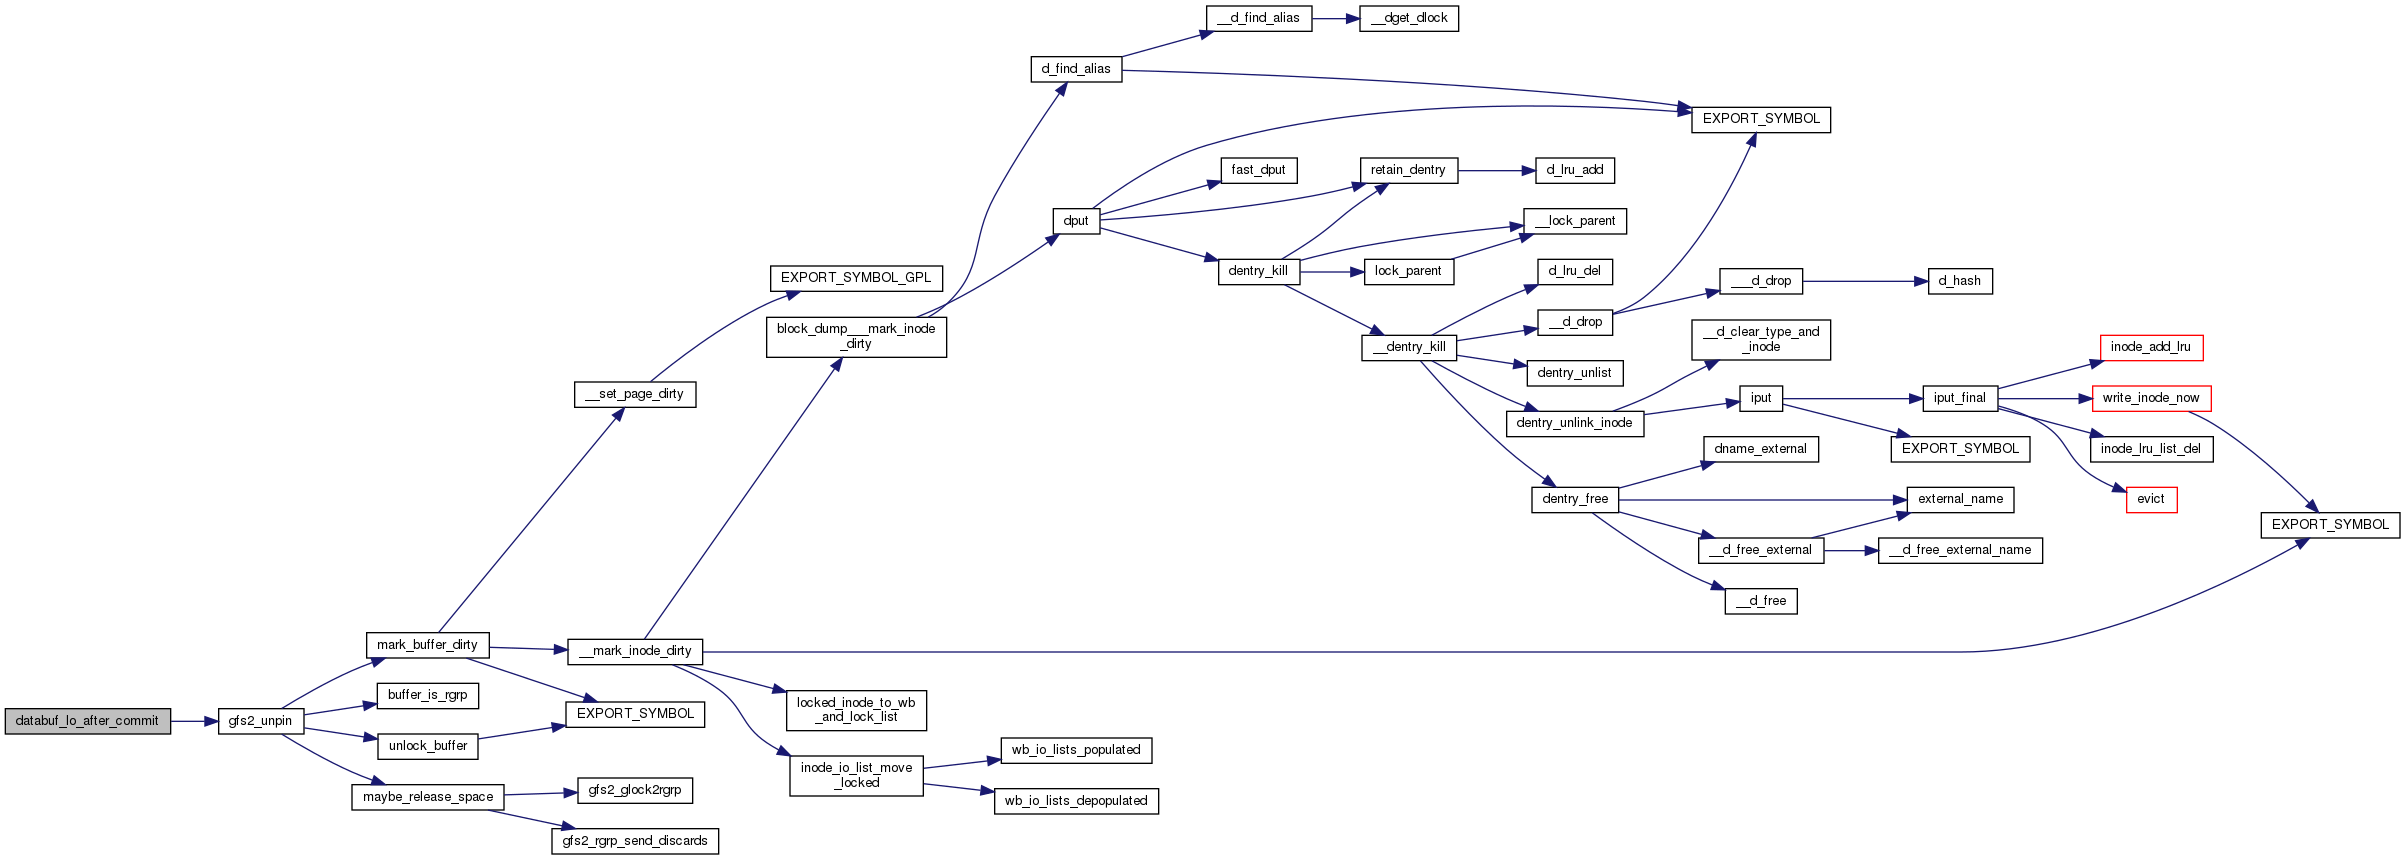 __d_find_alias
__dget_dlock
d_find_alias
EXPORT_SYMBOL
fast_dput
retain_dentry
d_lru_add
dput
__lock_parent
dentry_kill
lock_parent
d_lru_del
EXPORT_SYMBOL_GPL
___d_drop
d_hash
block_dump___mark_inode
_dirty
__d_drop
__d_clear_type_and
_inode
__dentry_kill
inode_add_lru
dentry_unlist
__set_page_dirty
iput
iput_final
write_inode_now
dentry_unlink_inode
dname_external
EXPORT_SYMBOL
inode_lru_list_del
dentry_free
external_name
evict
EXPORT_SYMBOL
__d_free_external
__d_free_external_name
__d_free
mark_buffer_dirty
__mark_inode_dirty
buffer_is_rgrp
locked_inode_to_wb
_and_lock_list
databuf_lo_after_commit
gfs2_unpin
EXPORT_SYMBOL
unlock_buffer
wb_io_lists_populated
inode_io_list_move
_locked
maybe_release_space
gfs2_glock2rgrp
wb_io_lists_depopulated
gfs2_rgrp_send_discards